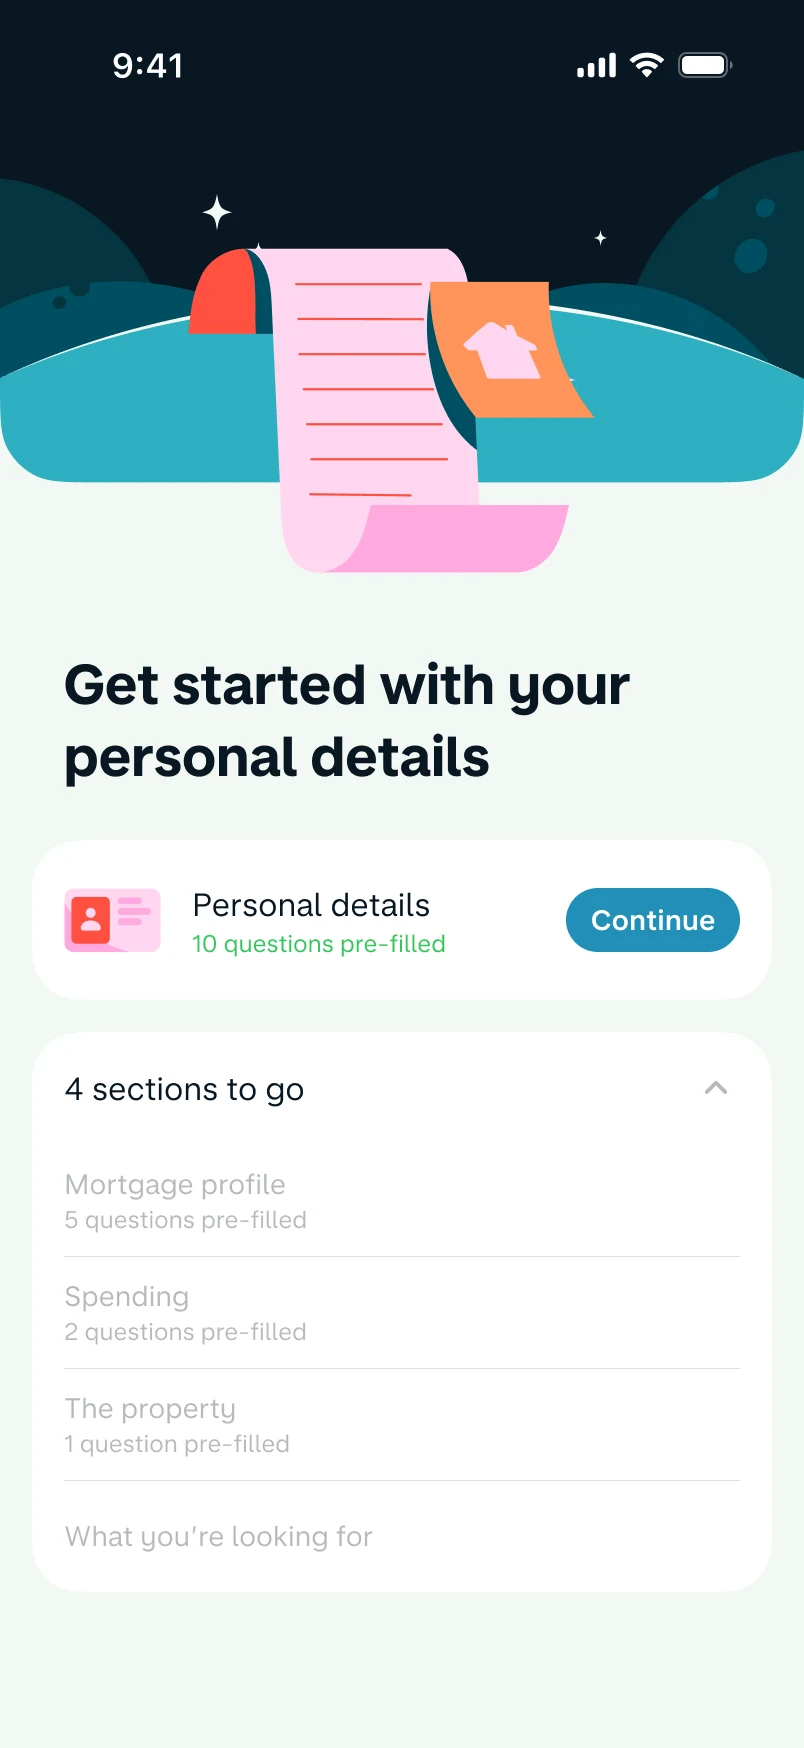 9:41
Get started with your
personal details
Personal details
10 questions pre-filled
Continue
4 sections to go
Mortgage profile
5 questions pre-filled
Spending
2 questions pre-filled
The property
1 question pre-filled
What you’re looking for